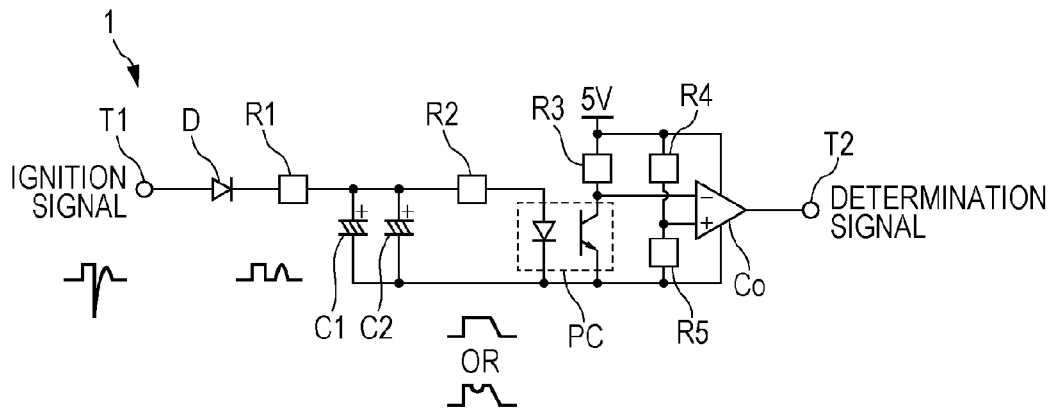 1
T1
D
R1
R2
R3
5V
R4
T2
IGNITION
SIGNAL
DETERMINATION
SIGNAL
−
+
+
+
C1
C2
PC
R5
Co
OR